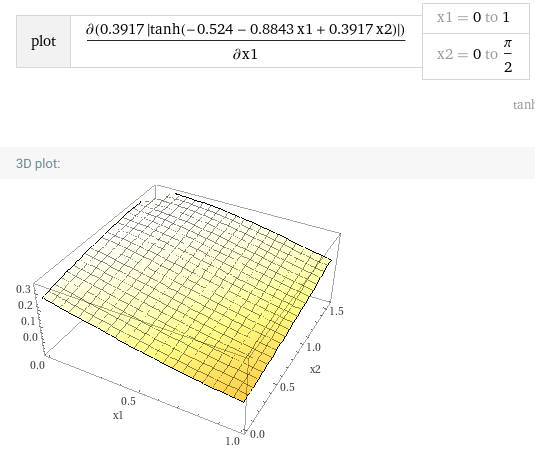 plot ∂(0.3917 |tanh(−0.524 − 0.8843 x1 + 0.3917 x2)|) / ∂x1 x1 = 0 to 1
x2 = 0 to π/2
tanh
3D plot:
0.3
0.2
0.1
0.0
0.0
0.5
1.0
x1
0.0
0.5
1.0
1.5
x2